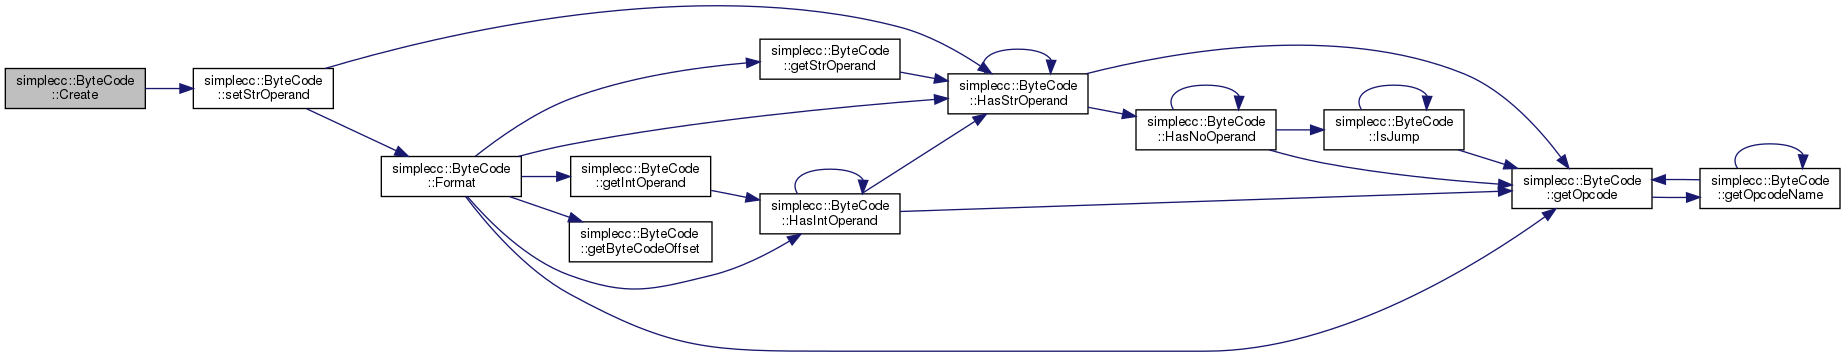 simplecc::ByteCode
::Create
simplecc::ByteCode
::setStrOperand
simplecc::ByteCode
::Format
simplecc::ByteCode
::getStrOperand
simplecc::ByteCode
::getIntOperand
simplecc::ByteCode
::getByteCodeOffset
simplecc::ByteCode
::HasIntOperand
simplecc::ByteCode
::HasStrOperand
simplecc::ByteCode
::HasNoOperand
simplecc::ByteCode
::IsJump
simplecc::ByteCode
::getOpcode
simplecc::ByteCode
::getOpcodeName